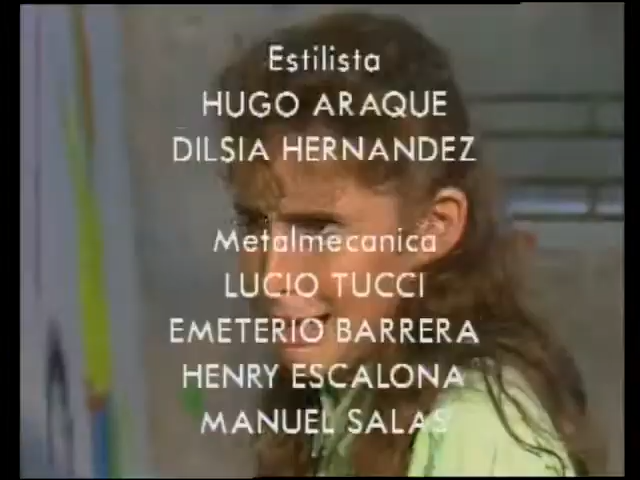 Estilista
HUGO ARAQUE
DILSIA HERNANDEZ
Metalmecanica
LUCIO TUCCI
EMETERIO BARRERA
HENRY ESCALONA
MANUEL SALAS